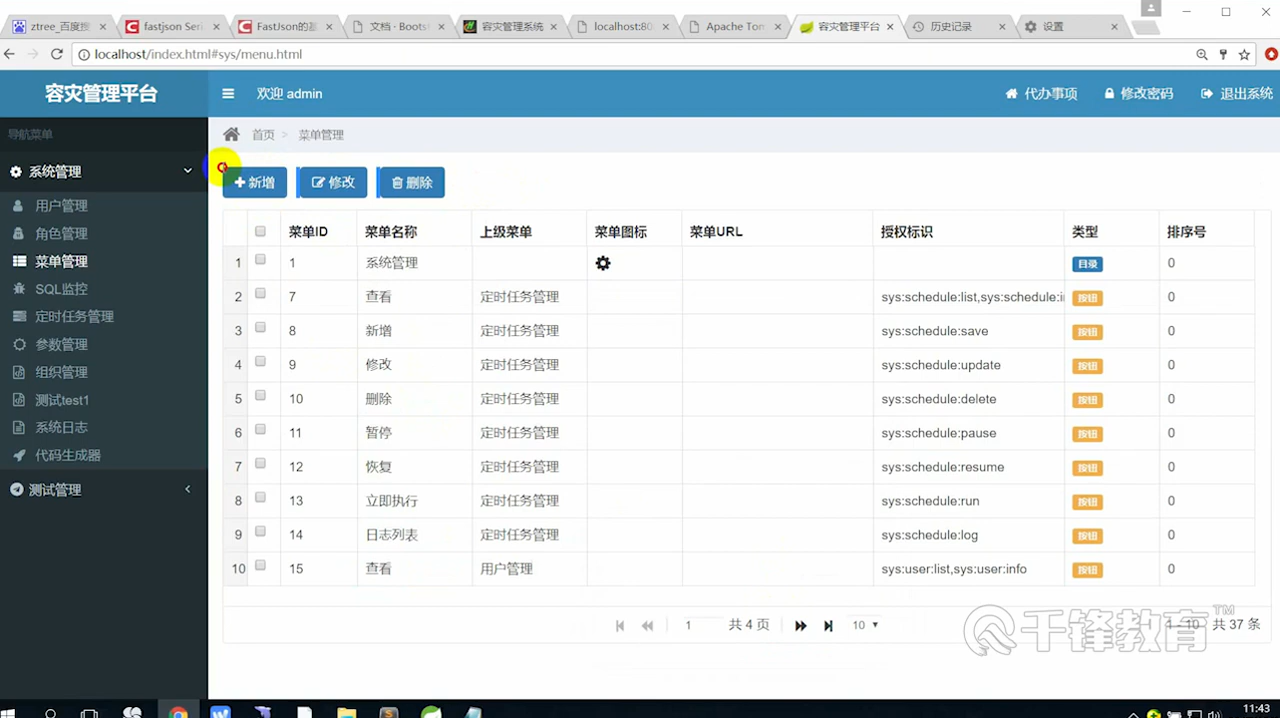 ztree_百度搜
fastjson Seri
FastJson的基
文档 · Boots
容灾管理系统
localhost:80
Apache Tom
容灾管理平台
历史记录
设置
localhost/index.html#sys/menu.html
容灾管理平台
欢迎 admin
代办事项
修改密码
退出系统
导航菜单
首页 > 菜单管理
系统管理
新增
修改
删除
用户管理
角色管理
菜单管理
SQL监控
定时任务管理
参数管理
组织管理
测试test1
系统日志
代码生成器
测试管理
菜单ID 菜单名称 上级菜单 菜单图标 菜单URL 授权标识 类型 排序号
1 1 系统管理 目录 0
2 7 查看 定时任务管理 sys:schedule:list,sys:schedule:i 按钮 0
3 8 新增 定时任务管理 sys:schedule:save 按钮 0
4 9 修改 定时任务管理 sys:schedule:update 按钮 0
5 10 删除 定时任务管理 sys:schedule:delete 按钮 0
6 11 暂停 定时任务管理 sys:schedule:pause 按钮 0
7 12 恢复 定时任务管理 sys:schedule:resume 按钮 0
8 13 立即执行 定时任务管理 sys:schedule:run 按钮 0
9 14 日志列表 定时任务管理 sys:schedule:log 按钮 0
10 15 查看 用户管理 sys:user:list,sys:user:info 按钮 0
1 共 4 页 10 1 - 10 共 37 条
千锋教育 TM
11:43